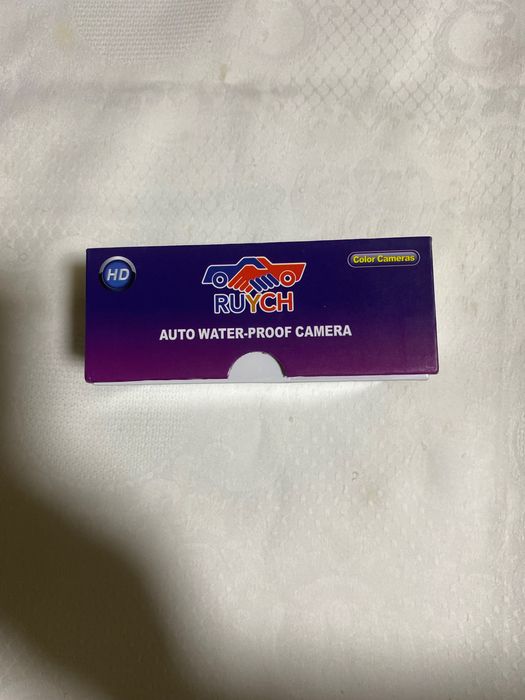 HD
RUYCH
Color Cameras
AUTO WATER-PROOF CAMERA